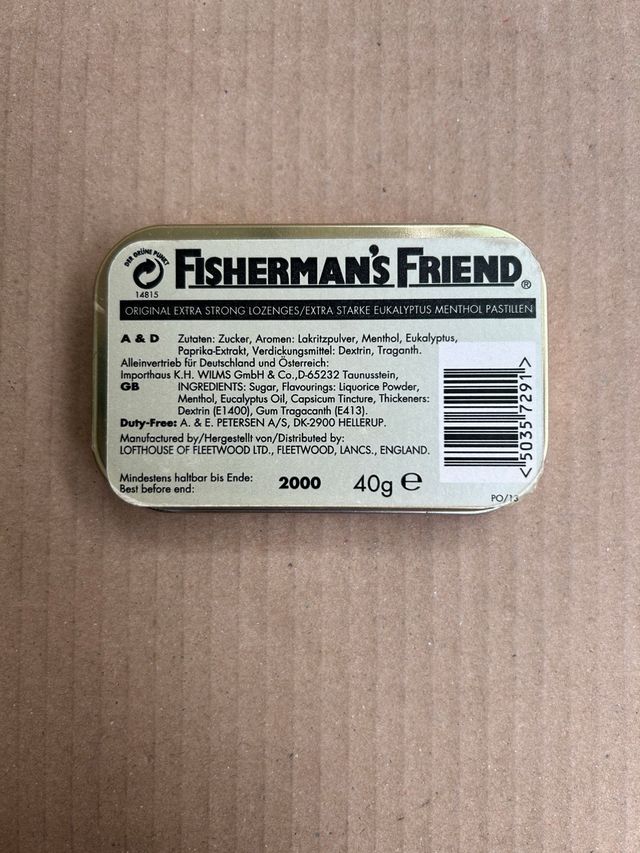 DER GRÜNE PUNKT
14815
FISHERMAN'S FRIEND®
ORIGINAL EXTRA STRONG LOZENGES/EXTRA STARKE EUKALYPTUS MENTHOL PASTILLEN
A & D Zutaten: Zucker, Aromen: Lakritzpulver, Menthol, Eukalyptus,
Paprika-Extrakt, Verdickungsmittel: Dextrin, Traganth.
Alleinvertrieb für Deutschland und Österreich:
Importhaus K.H. WILMS GmbH & Co.,D-65232 Taunusstein,
GB INGREDIENTS: Sugar, Flavourings: Liquorice Powder,
Menthol, Eucalyptus Oil, Capsicum Tincture, Thickeners:
Dextrin (E1400), Gum Tragacanth (E413).
Duty-Free: A. & E. PETERSEN A/S, DK-2900 HELLERUP.
Manufactured by/Hergestellt von/Distributed by:
LOFTHOUSE OF FLEETWOOD LTD., FLEETWOOD, LANCS., ENGLAND.
Mindestens haltbar bis Ende:
Best before end:
2000
40g e
<50357291>
PO/13